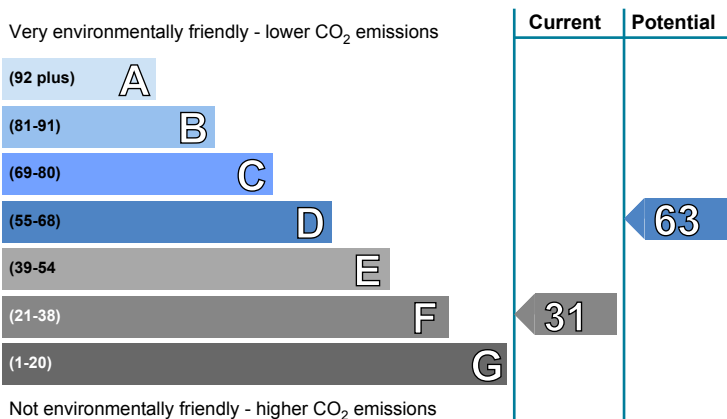 Very environmentally friendly - lower CO2 emissions
Current
Potential
(92 plus) A
(81-91) B
(69-80) C
(55-68) D
63
(39-54 E
(21-38) F
31
(1-20) G
Not environmentally friendly - higher CO2 emissions